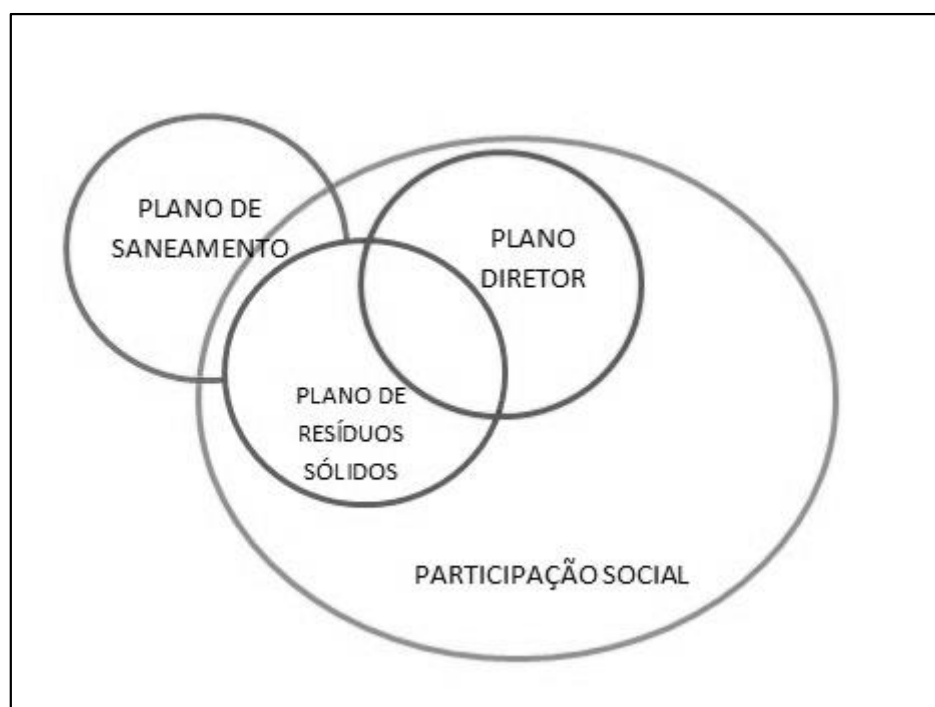 PLANO DE
SANEAMENTO
PLANO
DIRETOR
PLANO DE
RESÍDUOS
SÓLIDOS
PARTICIPAÇÃO SOCIAL